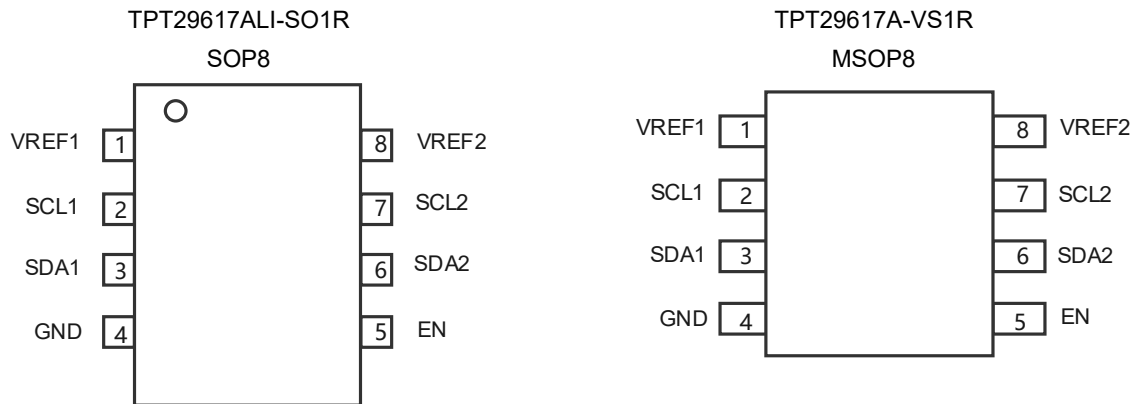 TPT29617ALI-SO1R
SOP8
VREF1 1 8 VREF2
SCL1 2 7 SCL2
SDA1 3 6 SDA2
GND 4 5 EN
TPT29617A-VS1R
MSOP8
VREF1 1 8 VREF2
SCL1 2 7 SCL2
SDA1 3 6 SDA2
GND 4 5 EN